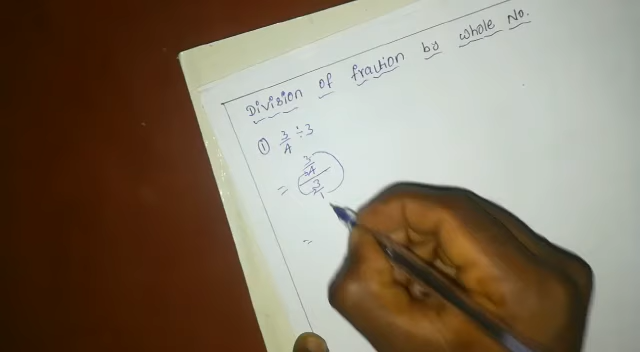 Division of fraction by whole No.
① 3/4 ÷ 3
= 3/4 / 3/1
=